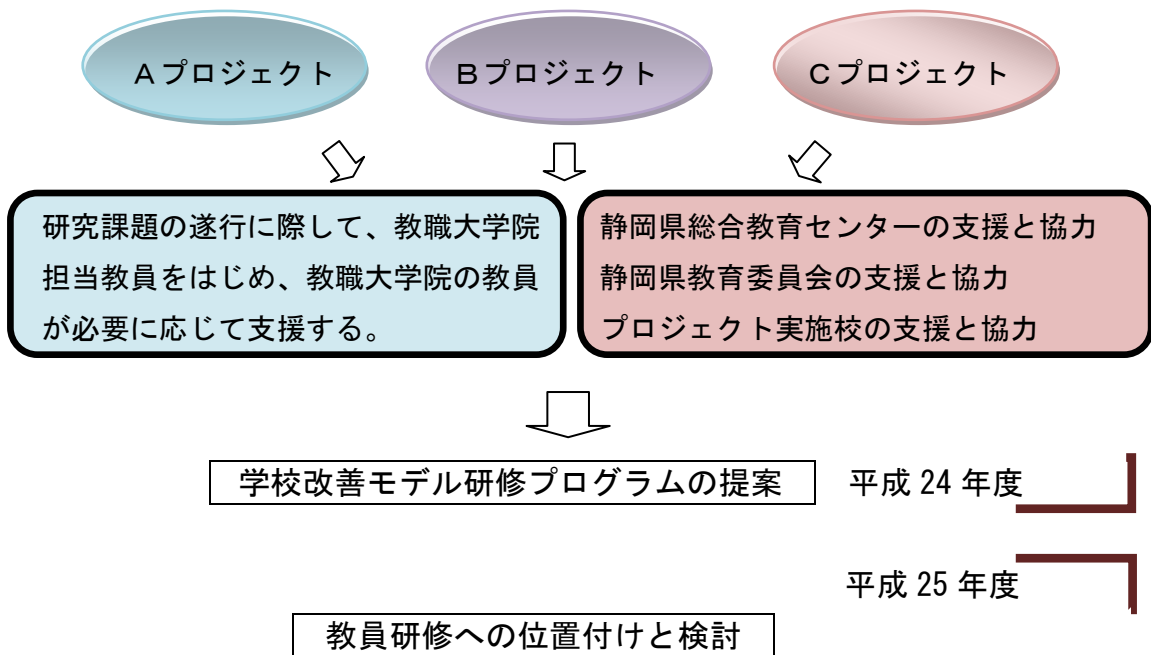 Aプロジェクト
Bプロジェクト
Cプロジェクト
研究課題の遂行に際して、教職大学院
担当教員をはじめ、教職大学院の教員
が必要に応じて支援する。
静岡県総合教育センターの支援と協力
静岡県教育委員会の支援と協力
プロジェクト実施校の支援と協力
学校改善モデル研修プログラムの提案
平成 24 年度
平成 25 年度
教員研修への位置付けと検討